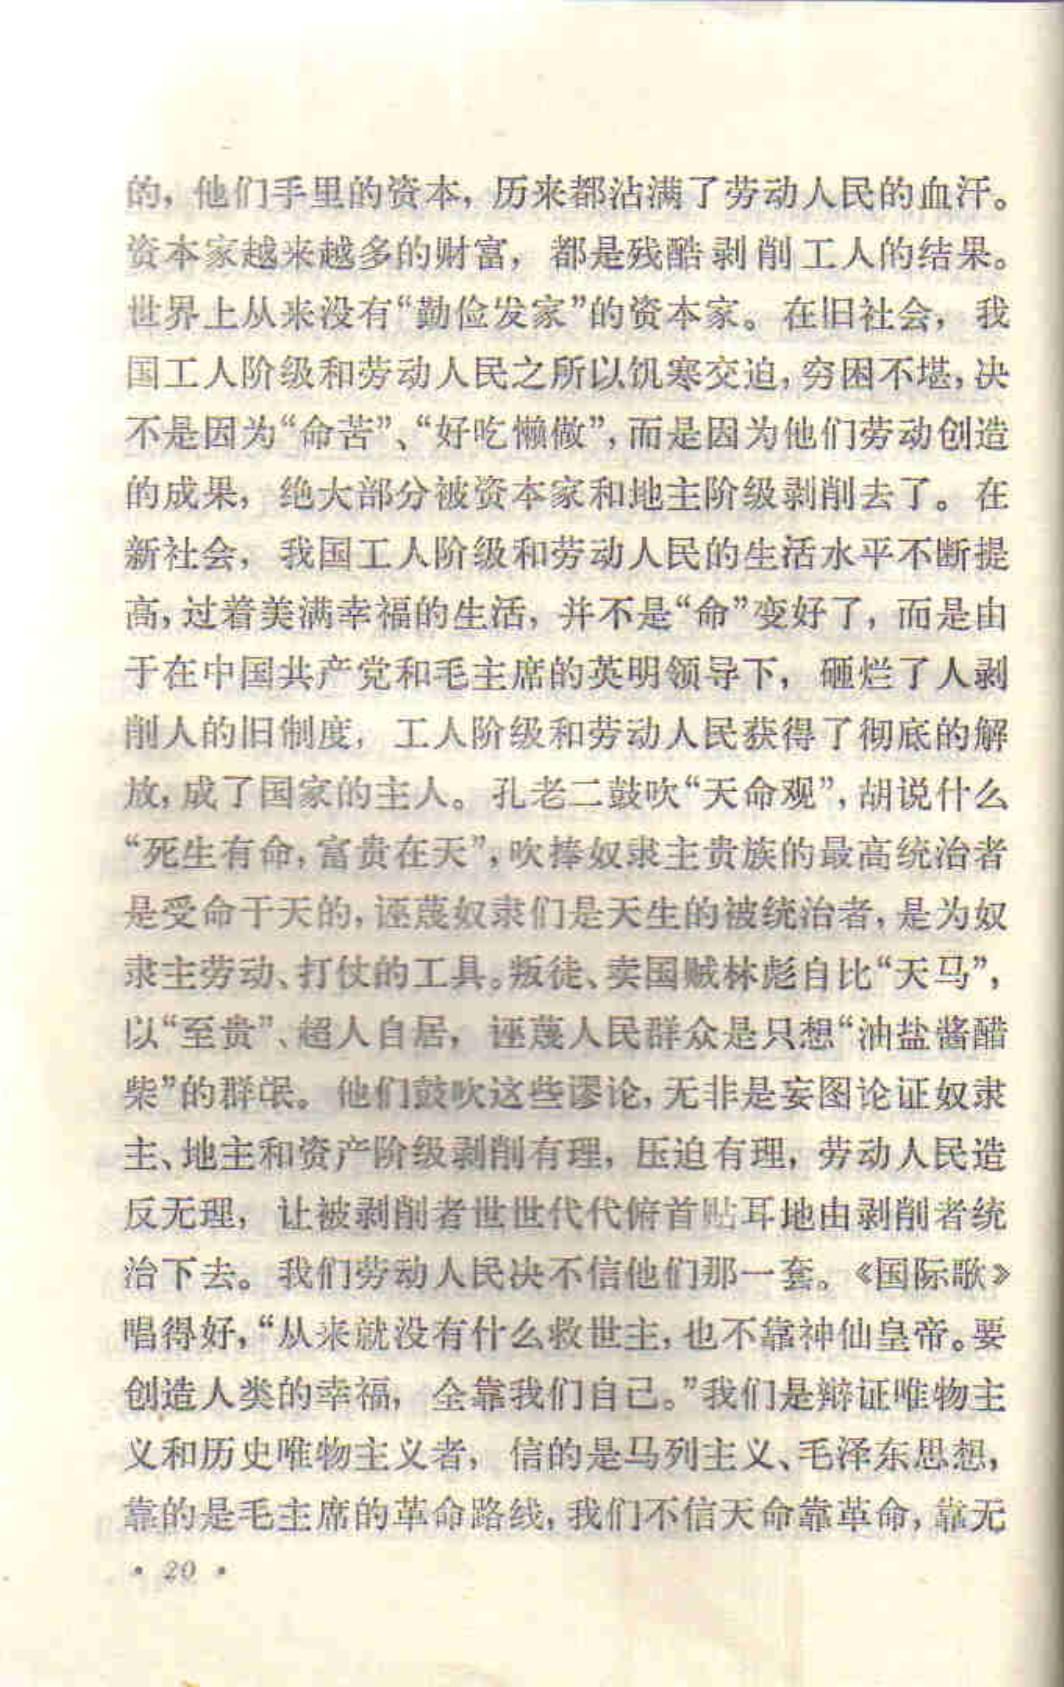 的，他们手里的资本，历来都沾满了劳动人民的血汗。
资本家越来越多的财富，都是残酷剥削工人的结果。
世界上从来没有“勤俭发家”的资本家。在旧社会，我
国工人阶级和劳动人民之所以饥寒交迫，穷困不堪，决
不是因为“命苦”、“好吃懒做”，而是因为他们劳动创造
的成果，绝大部分被资本家和地主阶级剥削去了。在
新社会，我国工人阶级和劳动人民的生活水平不断提
高，过着美满幸福的生活，并不是“命”变好了，而是由
于在中国共产党和毛主席的英明领导下，砸烂了人剥
削人的旧制度，工人阶级和劳动人民获得了彻底的解
放，成了国家的主人。孔老二鼓吹“天命观”，胡说什么
“死生有命，富贵在天”，吹捧奴隶主贵族的最高统治者
是受命于天的，诬蔑奴隶们是天生的被统治者，是为奴
隶主劳动、打仗的工具。叛徒、卖国贼林彪自比“天马”，
以“至贵”、超人自居，诬蔑人民群众是只想“油盐酱醋
柴”的群氓。他们鼓吹这些谬论，无非是妄图论证奴隶
主、地主和资产阶级剥削有理，压迫有理，劳动人民造
反无理，让被剥削者世世代代俯首贴耳地由剥削者统
治下去。我们劳动人民决不信他们那一套。《国际歌》
唱得好，“从来就没有什么救世主，也不靠神仙皇帝。要
创造人类的幸福，全靠我们自己。”我们是辩证唯物主
义和历史唯物主义者，信的是马列主义、毛泽东思想，
靠的是毛主席的革命路线，我们不信天命靠革命，靠无
· 20 ·